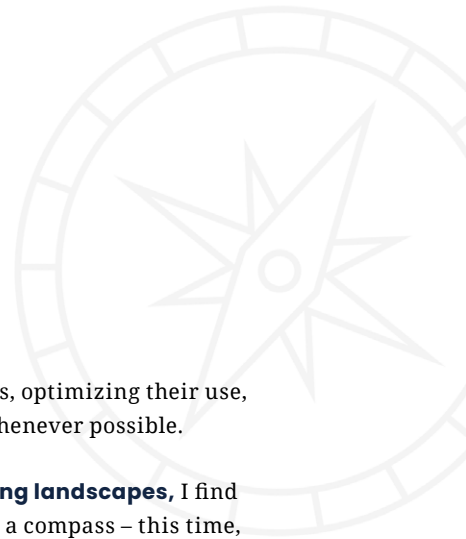 s, optimizing their use,
henever possible.
ng landscapes, I find
a compass – this time,